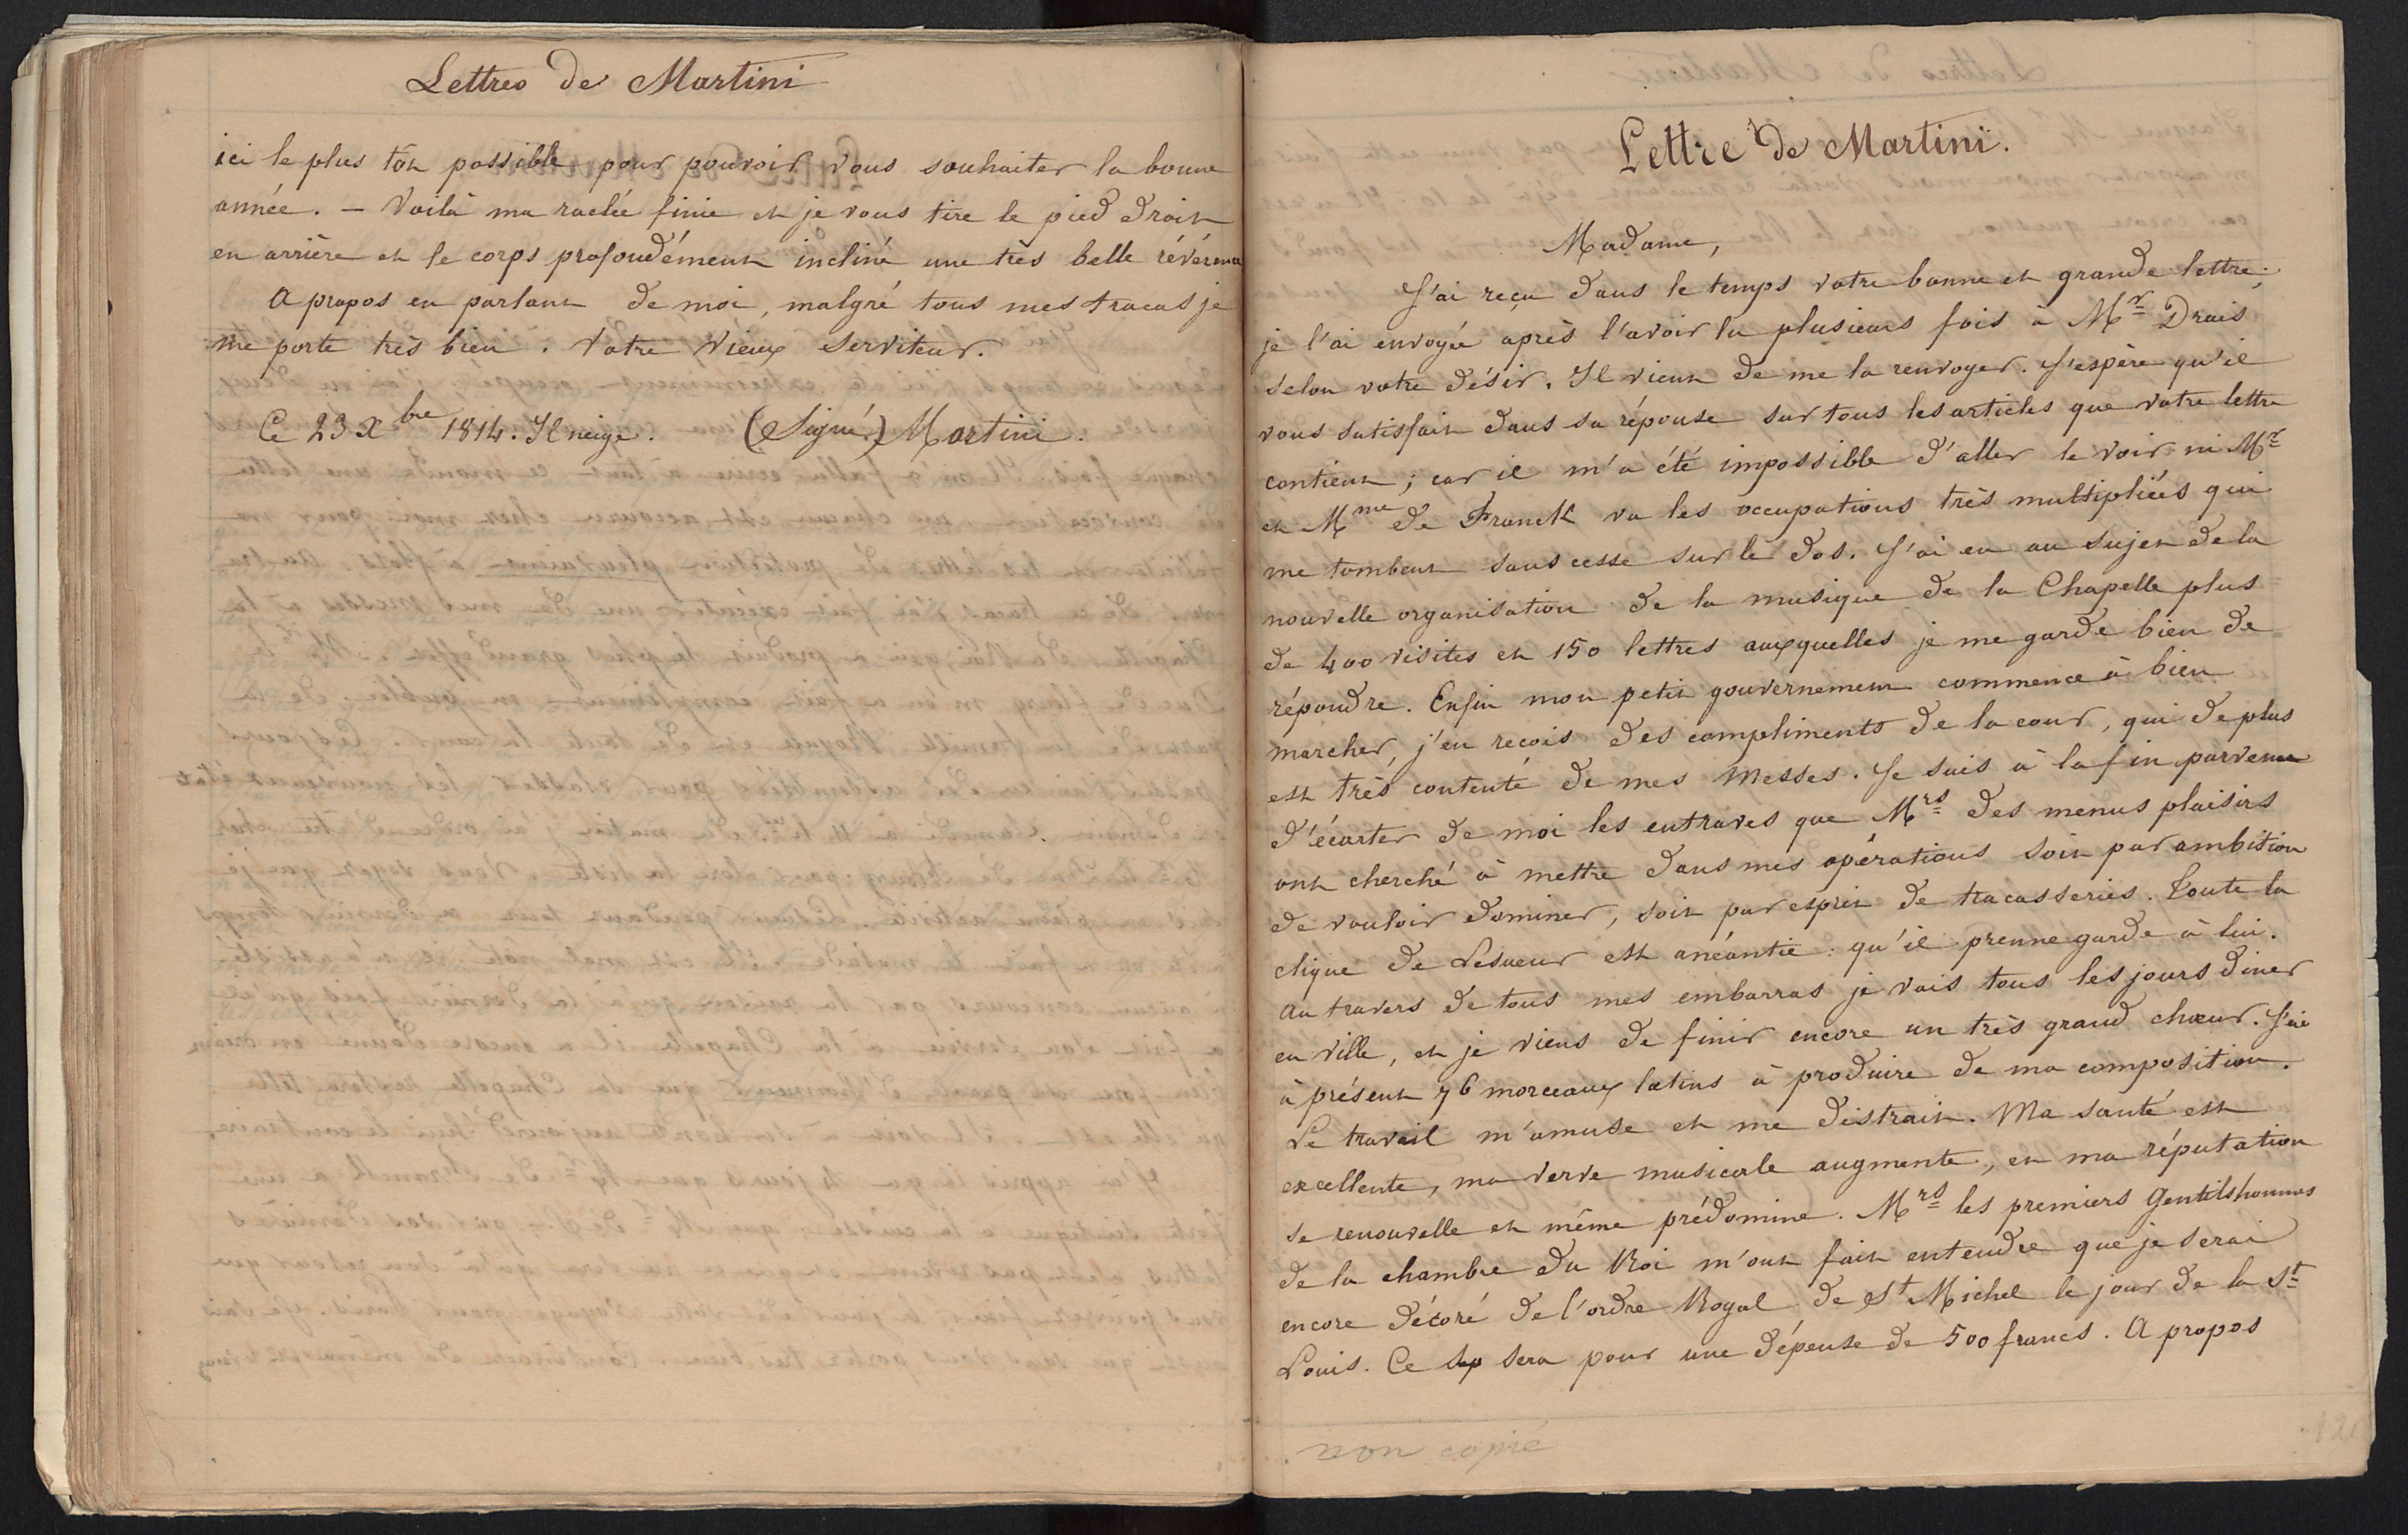 Lettres de Martini
ici le plus tôt possible pour pouvoir vous souhaiter la bonne
année. — Voilà ma raclée finie et je vous tire le pied droit
en arrière et le corps profondément incliné une très belle révérence
A propos en parlant de moi, malgré tous mes tracas je
me porte très bien. Votre vieux serviteur.
Ce 23 Xbre 1814. Il neige. (Signé) Martini.
Lettre de Martini.
Madame,
J'ai reçu dans le temps votre bonne et grande lettre;
je l'ai envoyée après l'avoir lu plusieurs fois à Mr Drais
selon votre désir. Il vient de me la renvoyer. J'espère qu'il
vous satisfait dans sa réponse sur tous les articles que votre lettre
contient; car il m'a été impossible d'aller le voir ni Mr
et Mme de Franck vu les occupations très multipliées qui
me tombent sans cesse sur le dos. J'ai eu au sujet de la
nouvelle organisation de la musique de la Chapelle plus
de 400 visites et 150 lettres auxquelles je me garde bien de
répondre. Enfin mon petit gouvernement commence à bien
marcher, j'en reçois des compliments de la cour, qui de plus
est très contente de mes Messes. Je suis à la fin parvenu
d'écarter de moi les entraves que Mrs des menus plaisirs
ont cherché à mettre dans mes opérations soit par ambition
de vouloir dominer, soit par esprit de tracasseries. Toute la
clique de Lesueur est anéantie: qu'il prenne garde à lui.
Au travers de tous mes embarras je vais tous les jours diner
en ville, et je viens de finir encore un très grand chœur. J'ai
à présent 76 morceaux latins à produire de ma composition.
Le travail m'amuse et me distrait. Ma santé est
excellente, ma verve musicale augmente, et ma réputation
se renouvelle et même prédomine. Mrs les premiers Gentilshommes
de la chambre du Roi m'ont fait entendre que je serai
encore décoré de l'ordre Royal de St Michel le jour de la St
Louis. Ce sera pour une dépense de 500 francs. A propos
non copié